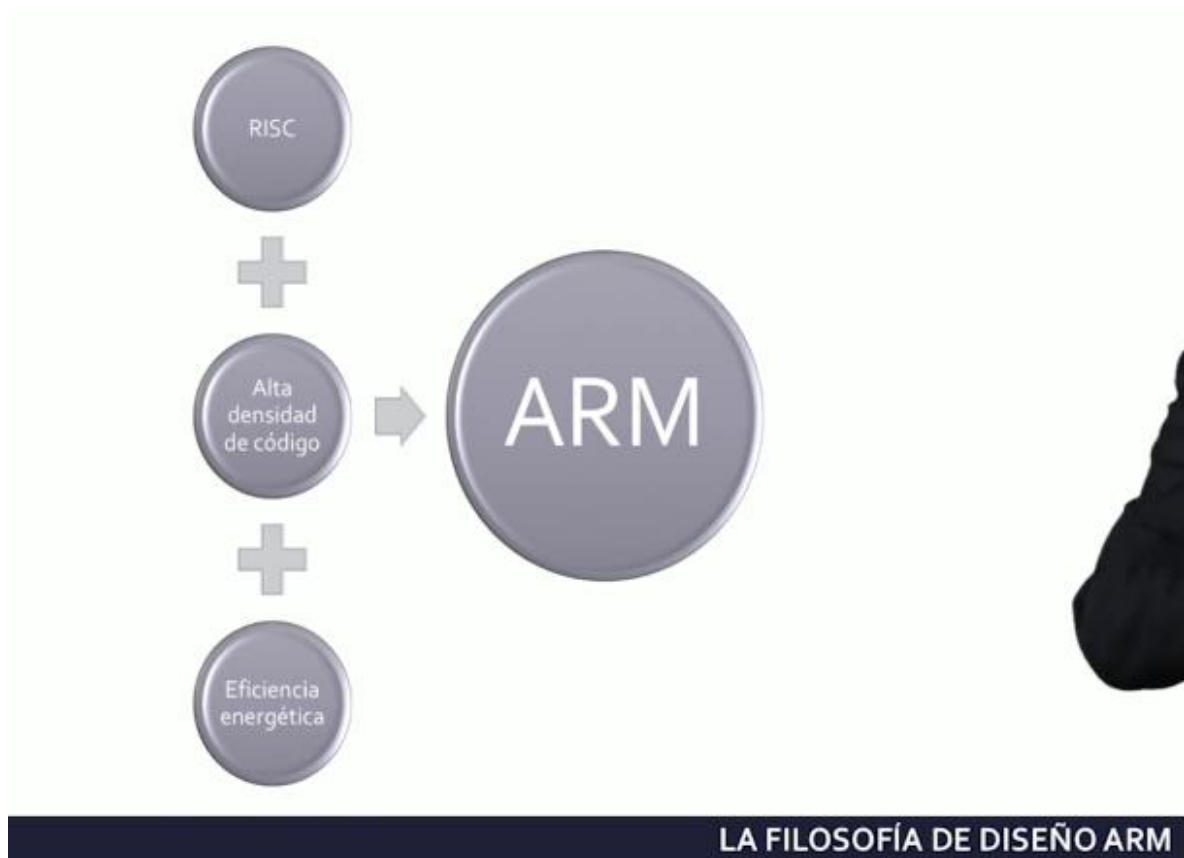 RISC
Alta
densidad
de código
ARM
Eficiencia
energética
LA FILOSOFÍA DE DISEÑO ARM